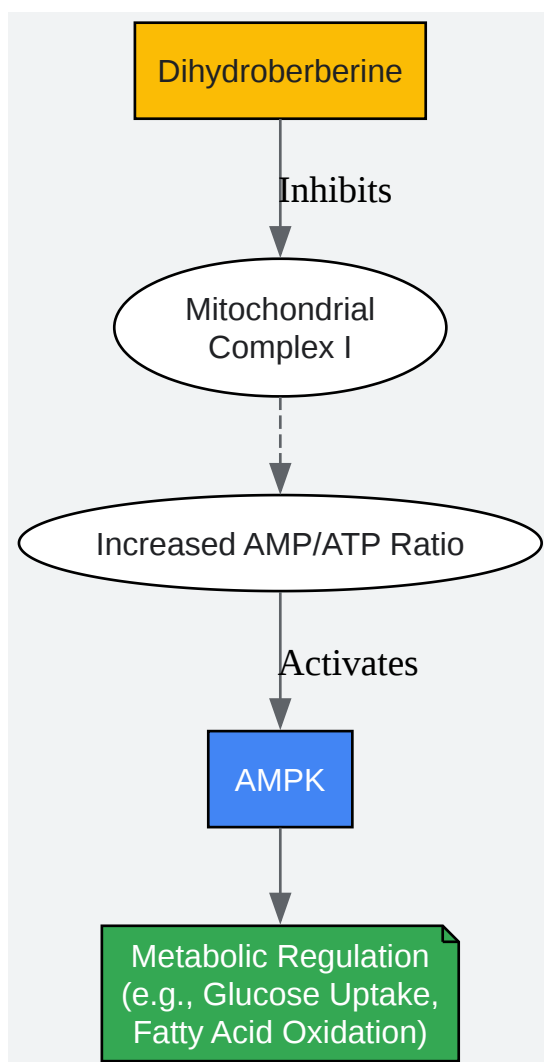 Dihydroberberine
Inhibits
Mitochondrial
Complex I
Increased AMP/ATP Ratio
Activates
AMPK
Metabolic Regulation
(e.g., Glucose Uptake,
Fatty Acid Oxidation)